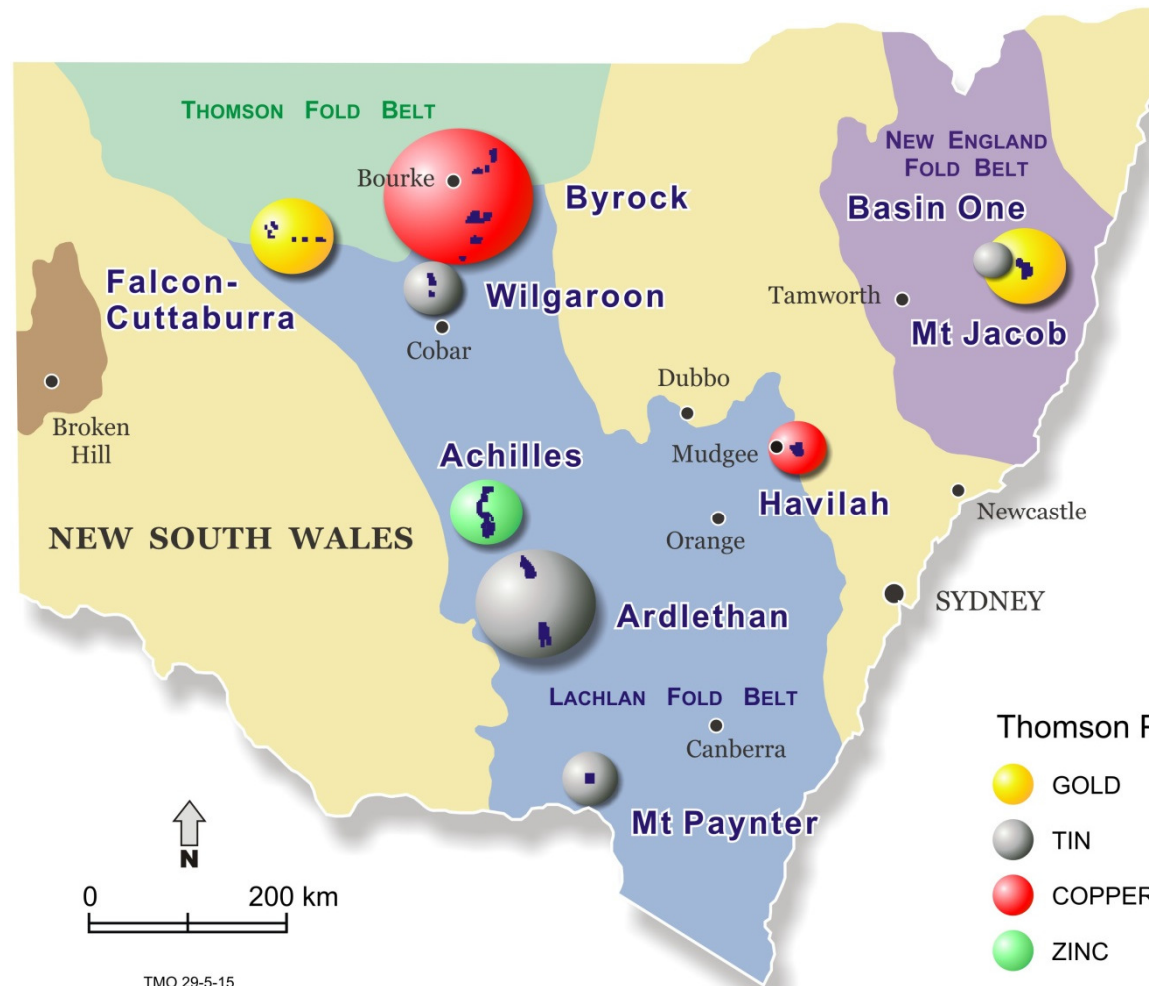 THOMSON FOLD BELT
NEW ENGLAND
FOLD BELT
Bourke
Byrock
Basin One
Falcon-
Cuttaburra
Wilgaroon
Tamworth
Mt Jacob
Cobar
Dubbo
Broken
Hill
Achilles
Mudgee
Havilah
Newcastle
NEW SOUTH WALES
Orange
Ardlethan
SYDNEY
LACHLAN FOLD BELT
Canberra
Mt Paynter
N
0 200 km
TMO 29-5-15
Thomson
GOLD
TIN
COPPER
ZINC